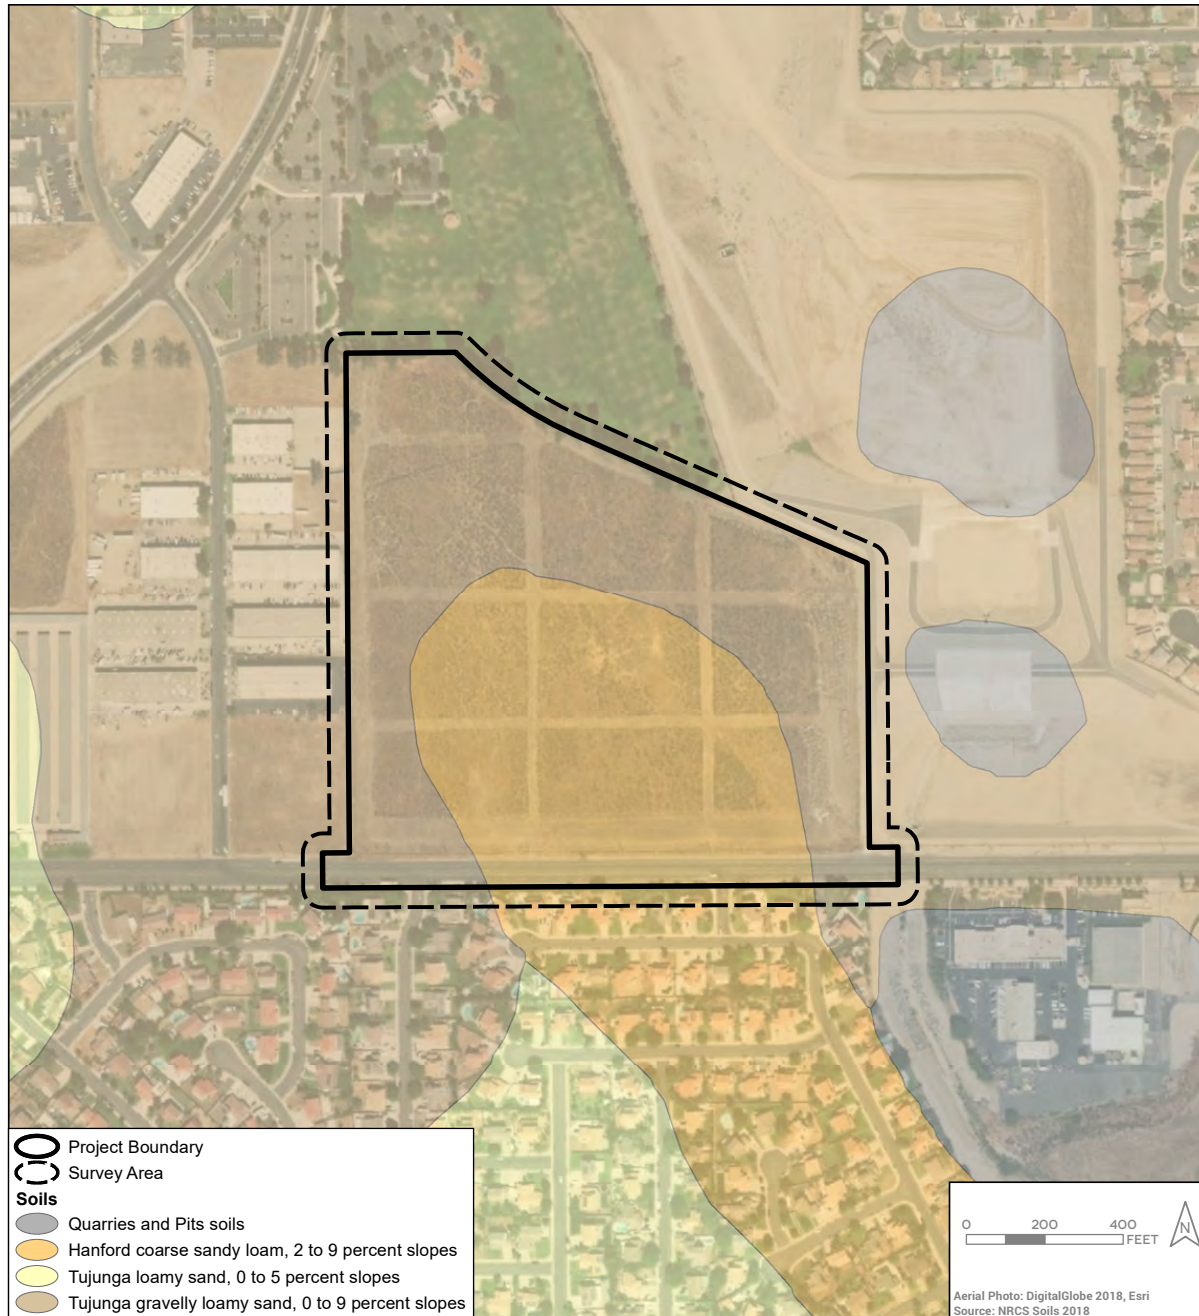 Project Boundary
Survey Area
Soils
Quarries and Pits soils
Hanford coarse sandy loam, 2 to 9 percent slopes
Tujunga loamy sand, 0 to 5 percent slopes
Tujunga gravelly loamy sand, 0 to 9 percent slopes
0 200 400
FEET
N
Aerial Photo: DigitalGlobe 2018, Esri
Source: NRCS Soils 2018